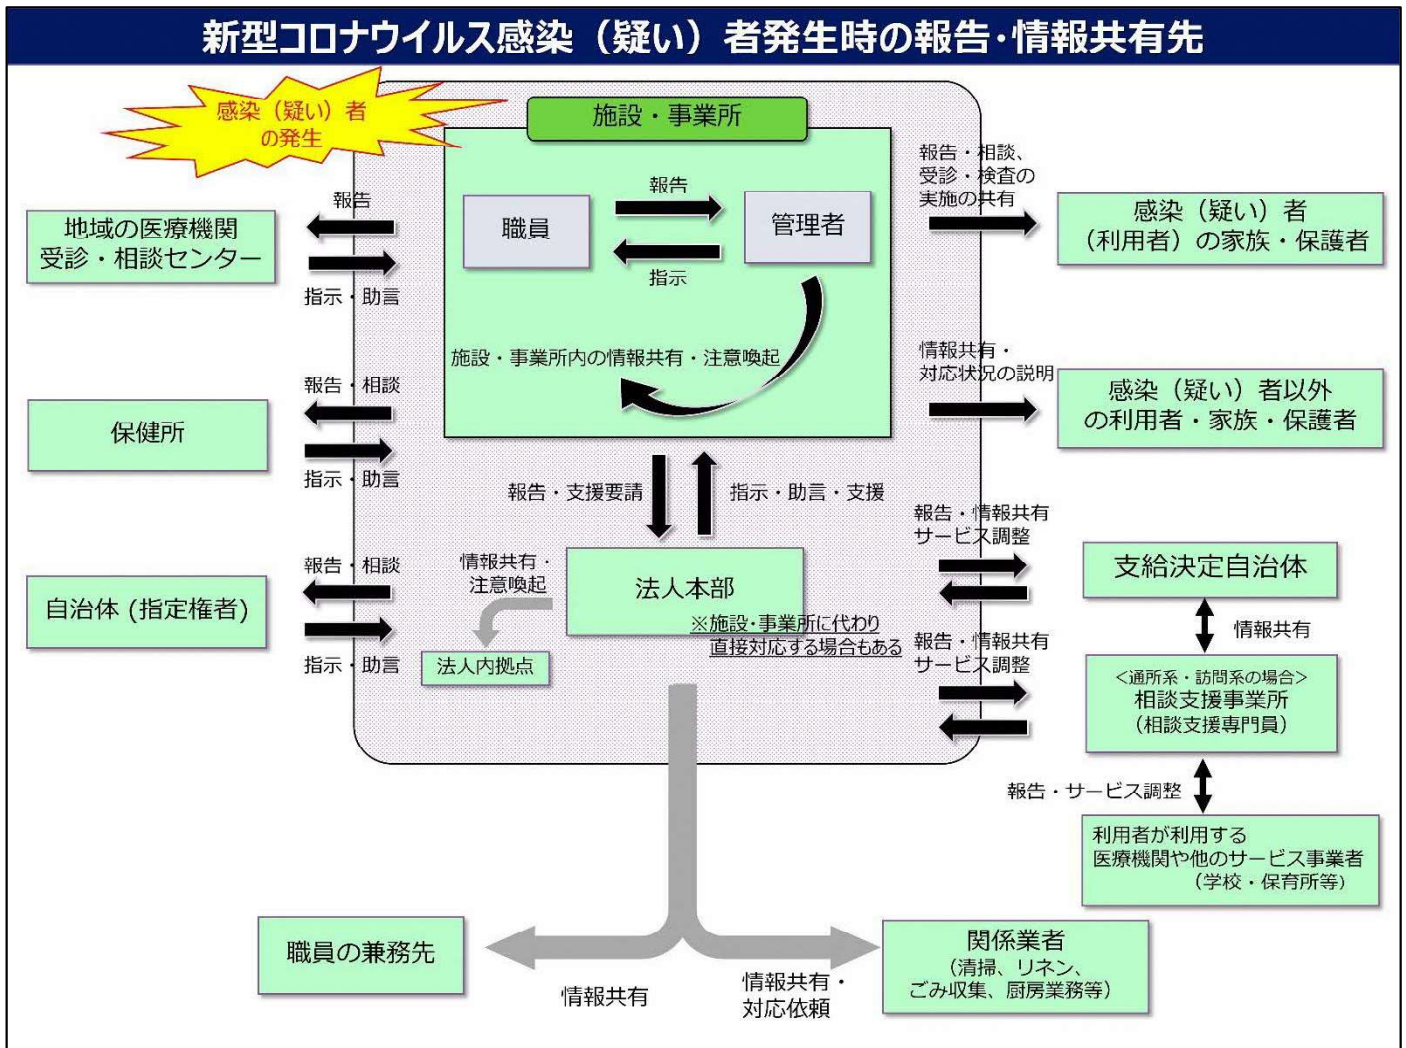 新型コロナウイルス感染（疑い）者発生時の報告･情報共有先
感染（疑い）者
の発生
施設・事業所
職員
報告
管理者
指示
施設・事業所内の情報共有・注意喚起
地域の医療機関
受診・相談センター
報告
指示・助言
保健所
報告・相談
指示・助言
自治体 (指定権者)
報告・相談
指示・助言
報告・相談、
受診・検査の
実施の共有
感染（疑い）者
（利用者）の家族・保護者
情報共有・
対応状況の説明
感染（疑い）者以外
の利用者・家族・保護者
報告・支援要請
指示・助言・支援
情報共有・
注意喚起
法人本部
※施設･事業所に代わり
直接対応する場合もある
法人内拠点
報告・情報共有
サービス調整
支給決定自治体
情報共有
報告・情報共有
サービス調整
＜通所系・訪問系の場合＞
相談支援事業所
（相談支援専門員）
報告・サービス調整
利用者が利用する
医療機関や他のサービス事業者
（学校・保育所等）
職員の兼務先
情報共有
情報共有・
対応依頼
関係業者
（清掃、リネン、
ごみ収集、厨房業務等）